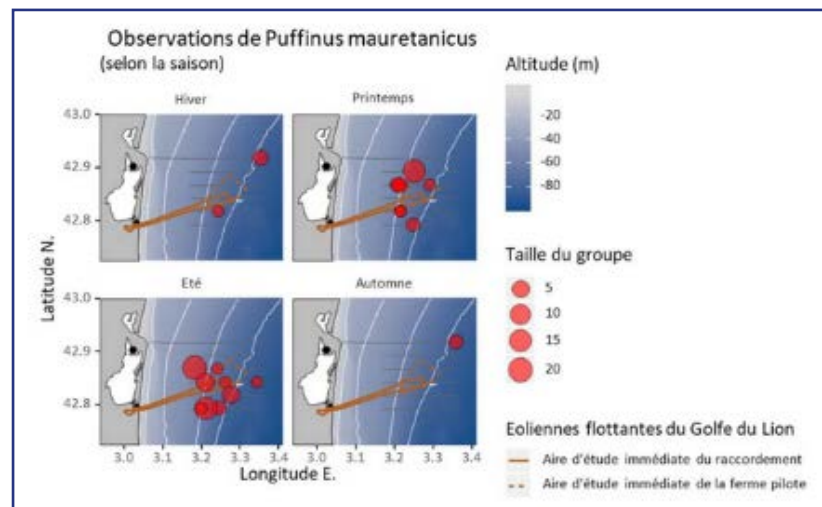 Observations de Puffinus mauretanicus
(selon la saison)
Hiver
Printemps
43.0
42.9
42.8
Eté
Automne
43.0
42.9
42.8
3.0 3.1 3.2 3.3 3.4 3.0 3.1 3.2 3.3 3.4
Longitude E.
Latitude N.
Altitude (m)
-20
-40
-60
-80
Taille du groupe
5
10
15
20
Eoliennes flottantes du Golfe du Lion
Aire d'étude immédiate du raccordement
Aire d'étude immédiate de la ferme pilote